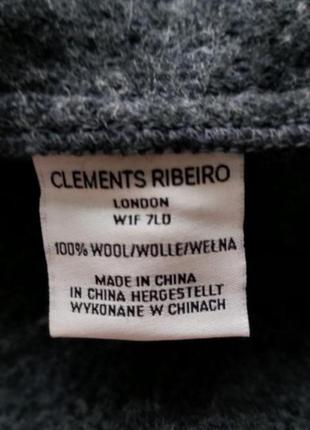 CLEMENTS RIBEIRO
LONDON
W1F 7LD
100% WOOL/WOLLE/WEŁNA
MADE IN CHINA
IN CHINA HERGESTELLT
WYKONANE W CHINACH